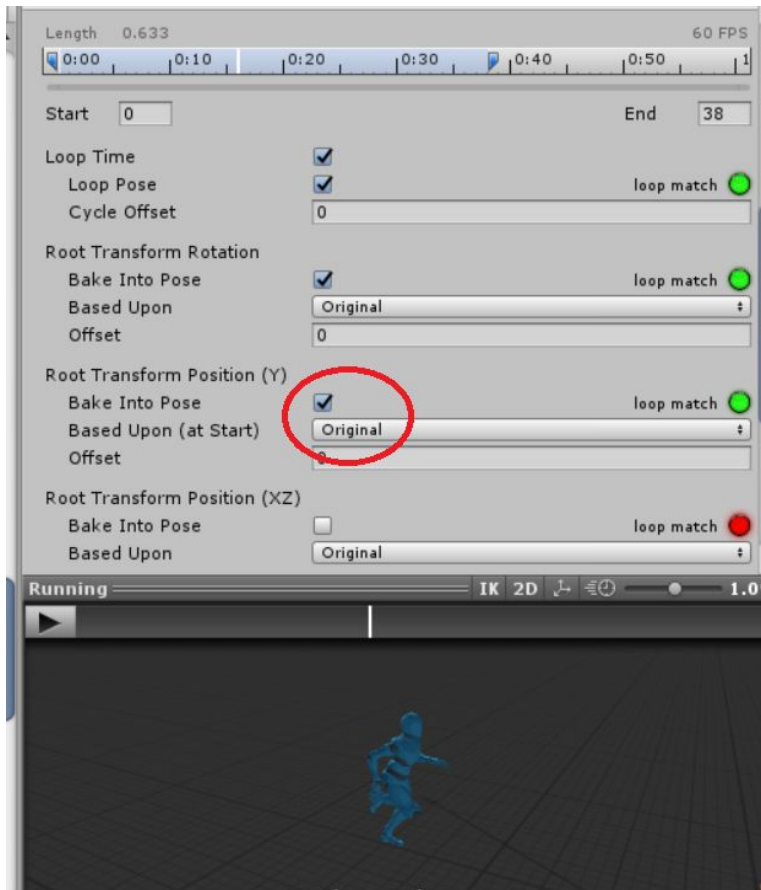 Length 0.633 60 FPS
0:00 0:10 0:20 0:30 0:40 0:50 1
Start 0 End 38
Loop Time
Loop Pose loop match
Cycle Offset 0
Root Transform Rotation
Bake Into Pose loop match
Based Upon Original
Offset 0
Root Transform Position (Y)
Bake Into Pose loop match
Based Upon (at Start) Original
Offset 0
Root Transform Position (XZ)
Bake Into Pose loop match
Based Upon Original
Running IK 2D 1.0